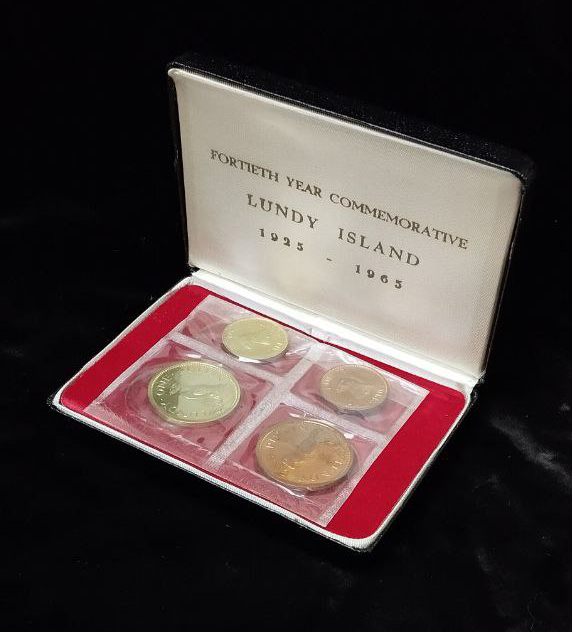 FORTIETH YEAR COMMEMORATIVE
LUNDY ISLAND
1925 - 1965